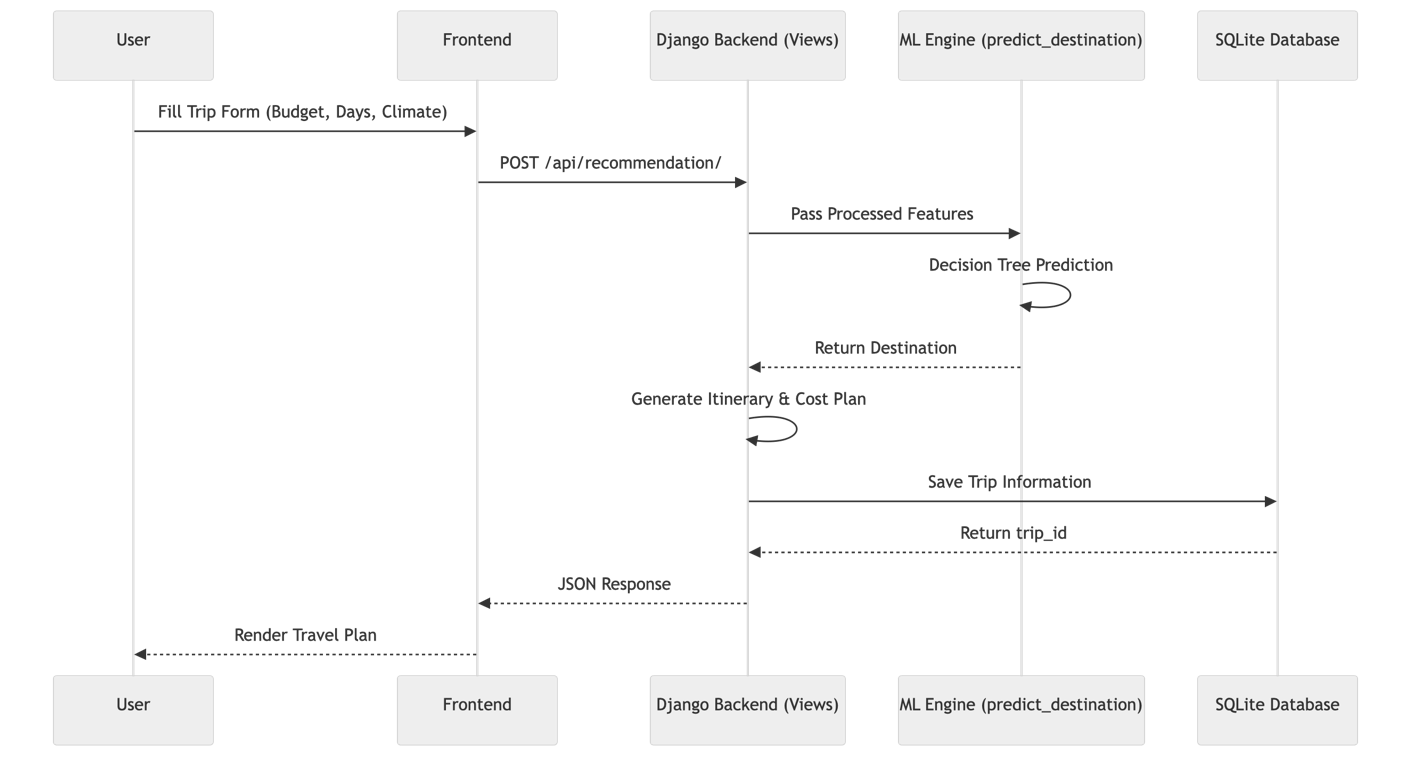 User
Frontend
Django Backend (Views)
ML Engine (predict_destination)
SQLite Database
Fill Trip Form (Budget, Days, Climate)
POST /api/recommendation/
Pass Processed Features
Decision Tree Prediction
Return Destination
Generate Itinerary & Cost Plan
Save Trip Information
Return trip_id
JSON Response
Render Travel Plan
User
Frontend
Django Backend (Views)
ML Engine (predict_destination)
SQLite Database